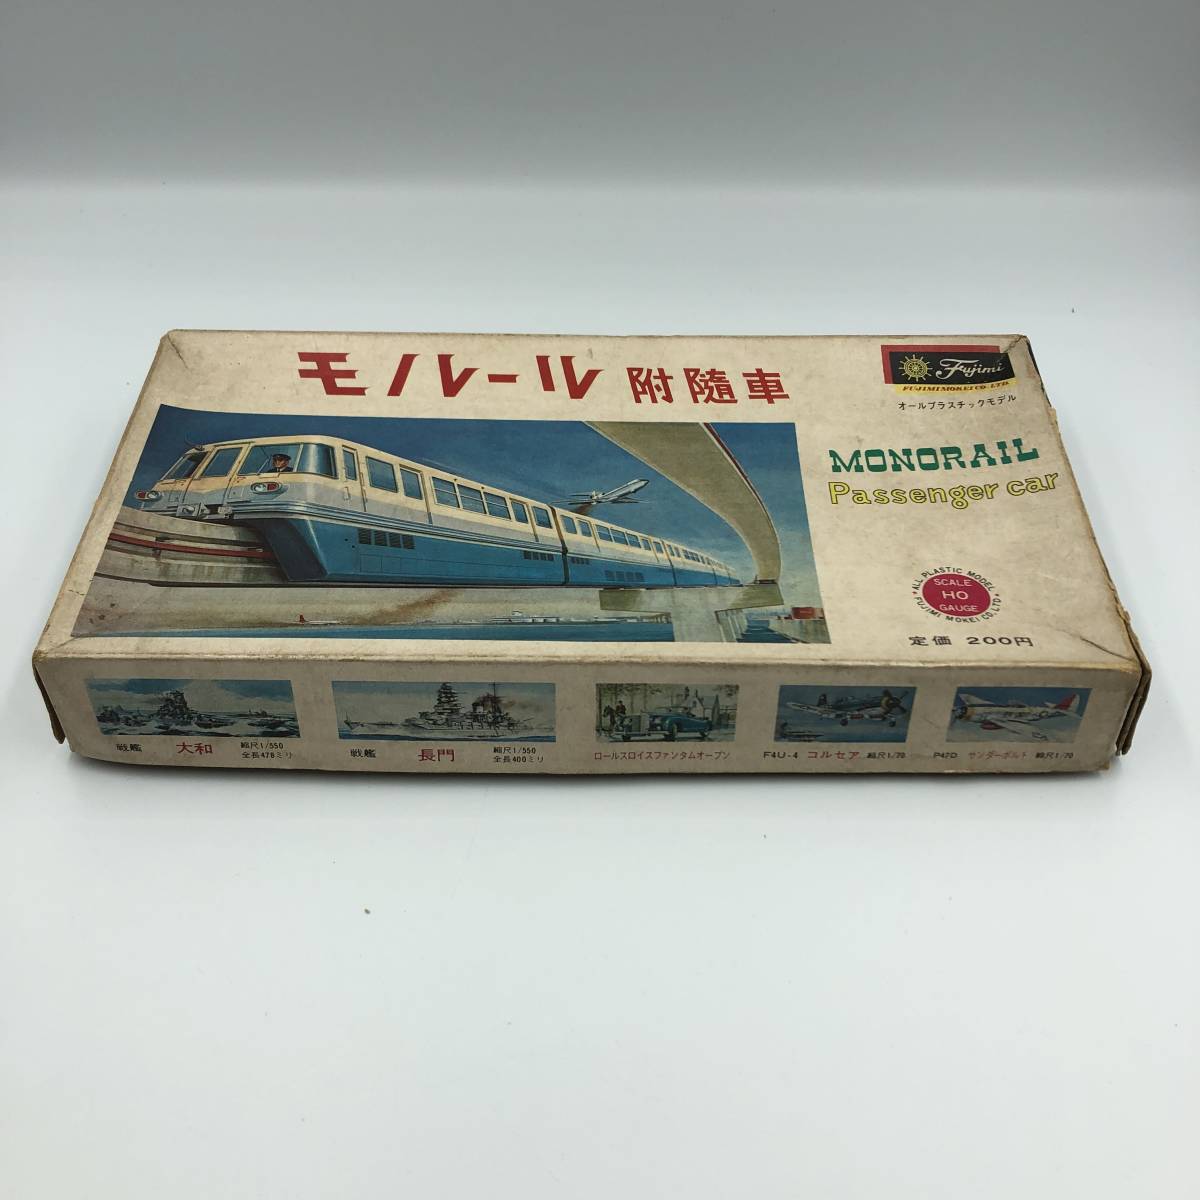 モノレール 附随車
Fujimi
FUJIMI MOKEI CO. LTD.
オールプラスチックモデル
MONORAIL
Passenger car
ALL PLASTIC MODEL
SCALE
HO
GAUGE
FUJIMI MOKEI CO., LTD
定価 200円
戦艦 大和 縮尺1/550
全長478ミリ
戦艦 長門 縮尺1/550
全長400ミリ
ロールスロイスファンタムオープン
F4U-4 コルセア 縮尺1/70
P47D サンダーボルト 縮尺1/70